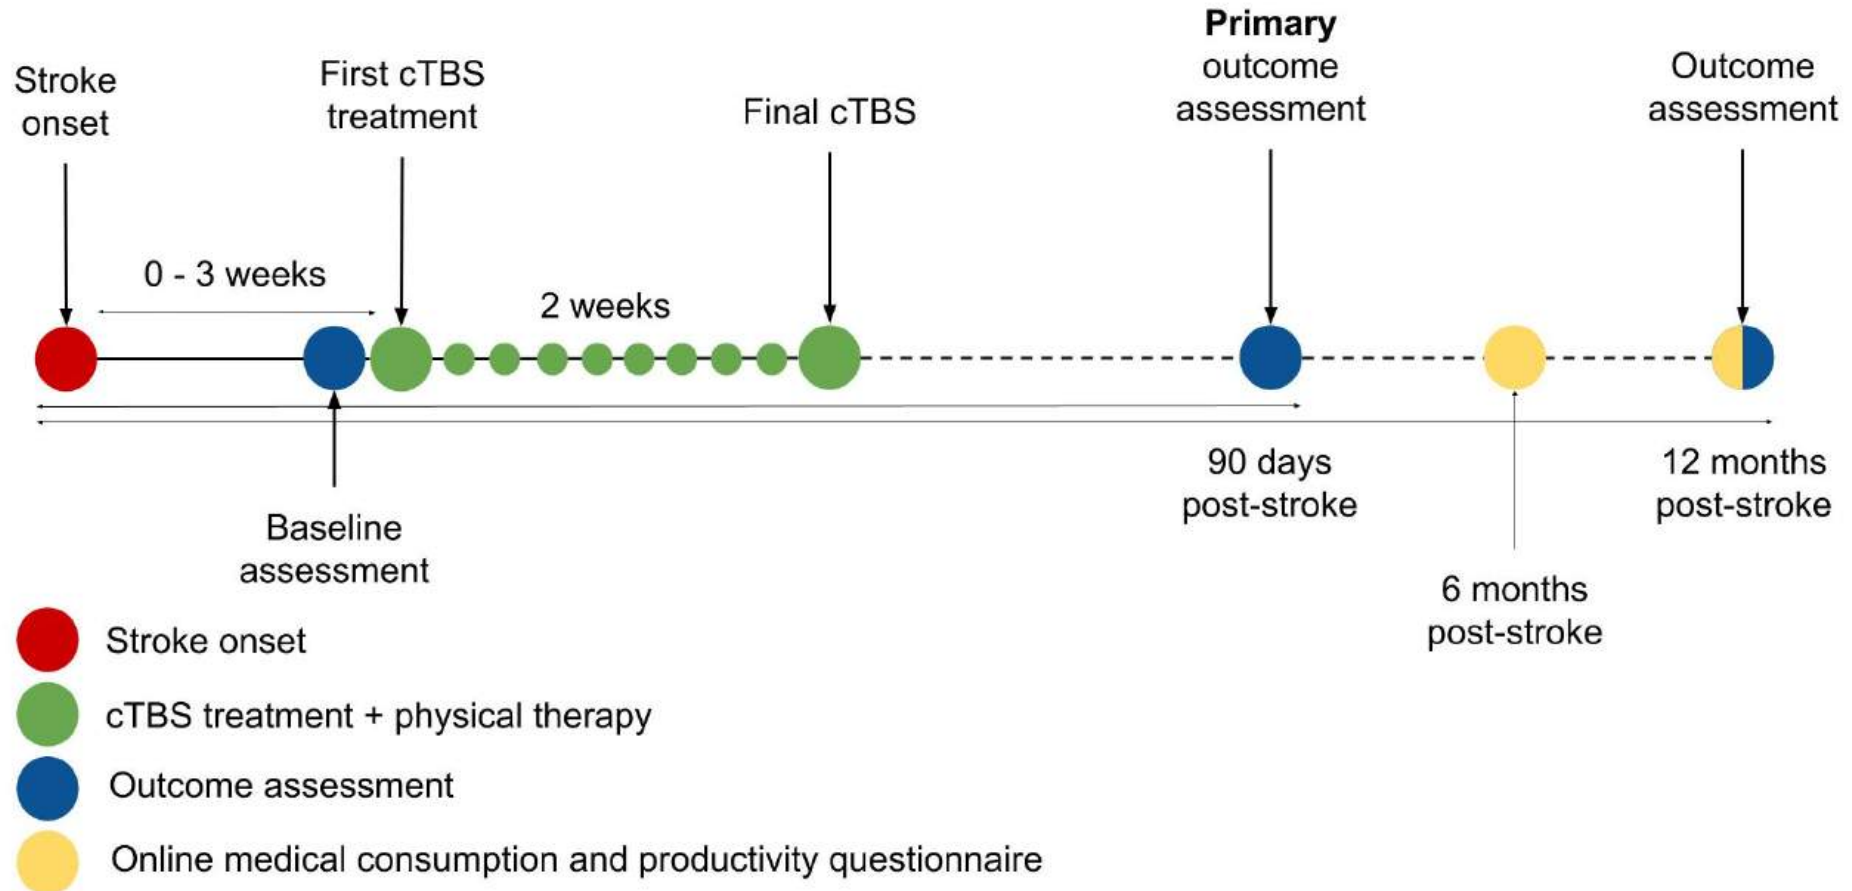 Stroke
onset
First cTBS
treatment
Final cTBS
Primary
outcome
assessment
Outcome
assessment
0 - 3 weeks
2 weeks
90 days
post-stroke
12 months
post-stroke
Baseline
assessment
6 months
post-stroke
Stroke onset
cTBS treatment + physical therapy
Outcome assessment
Online medical consumption and productivity questionnaire